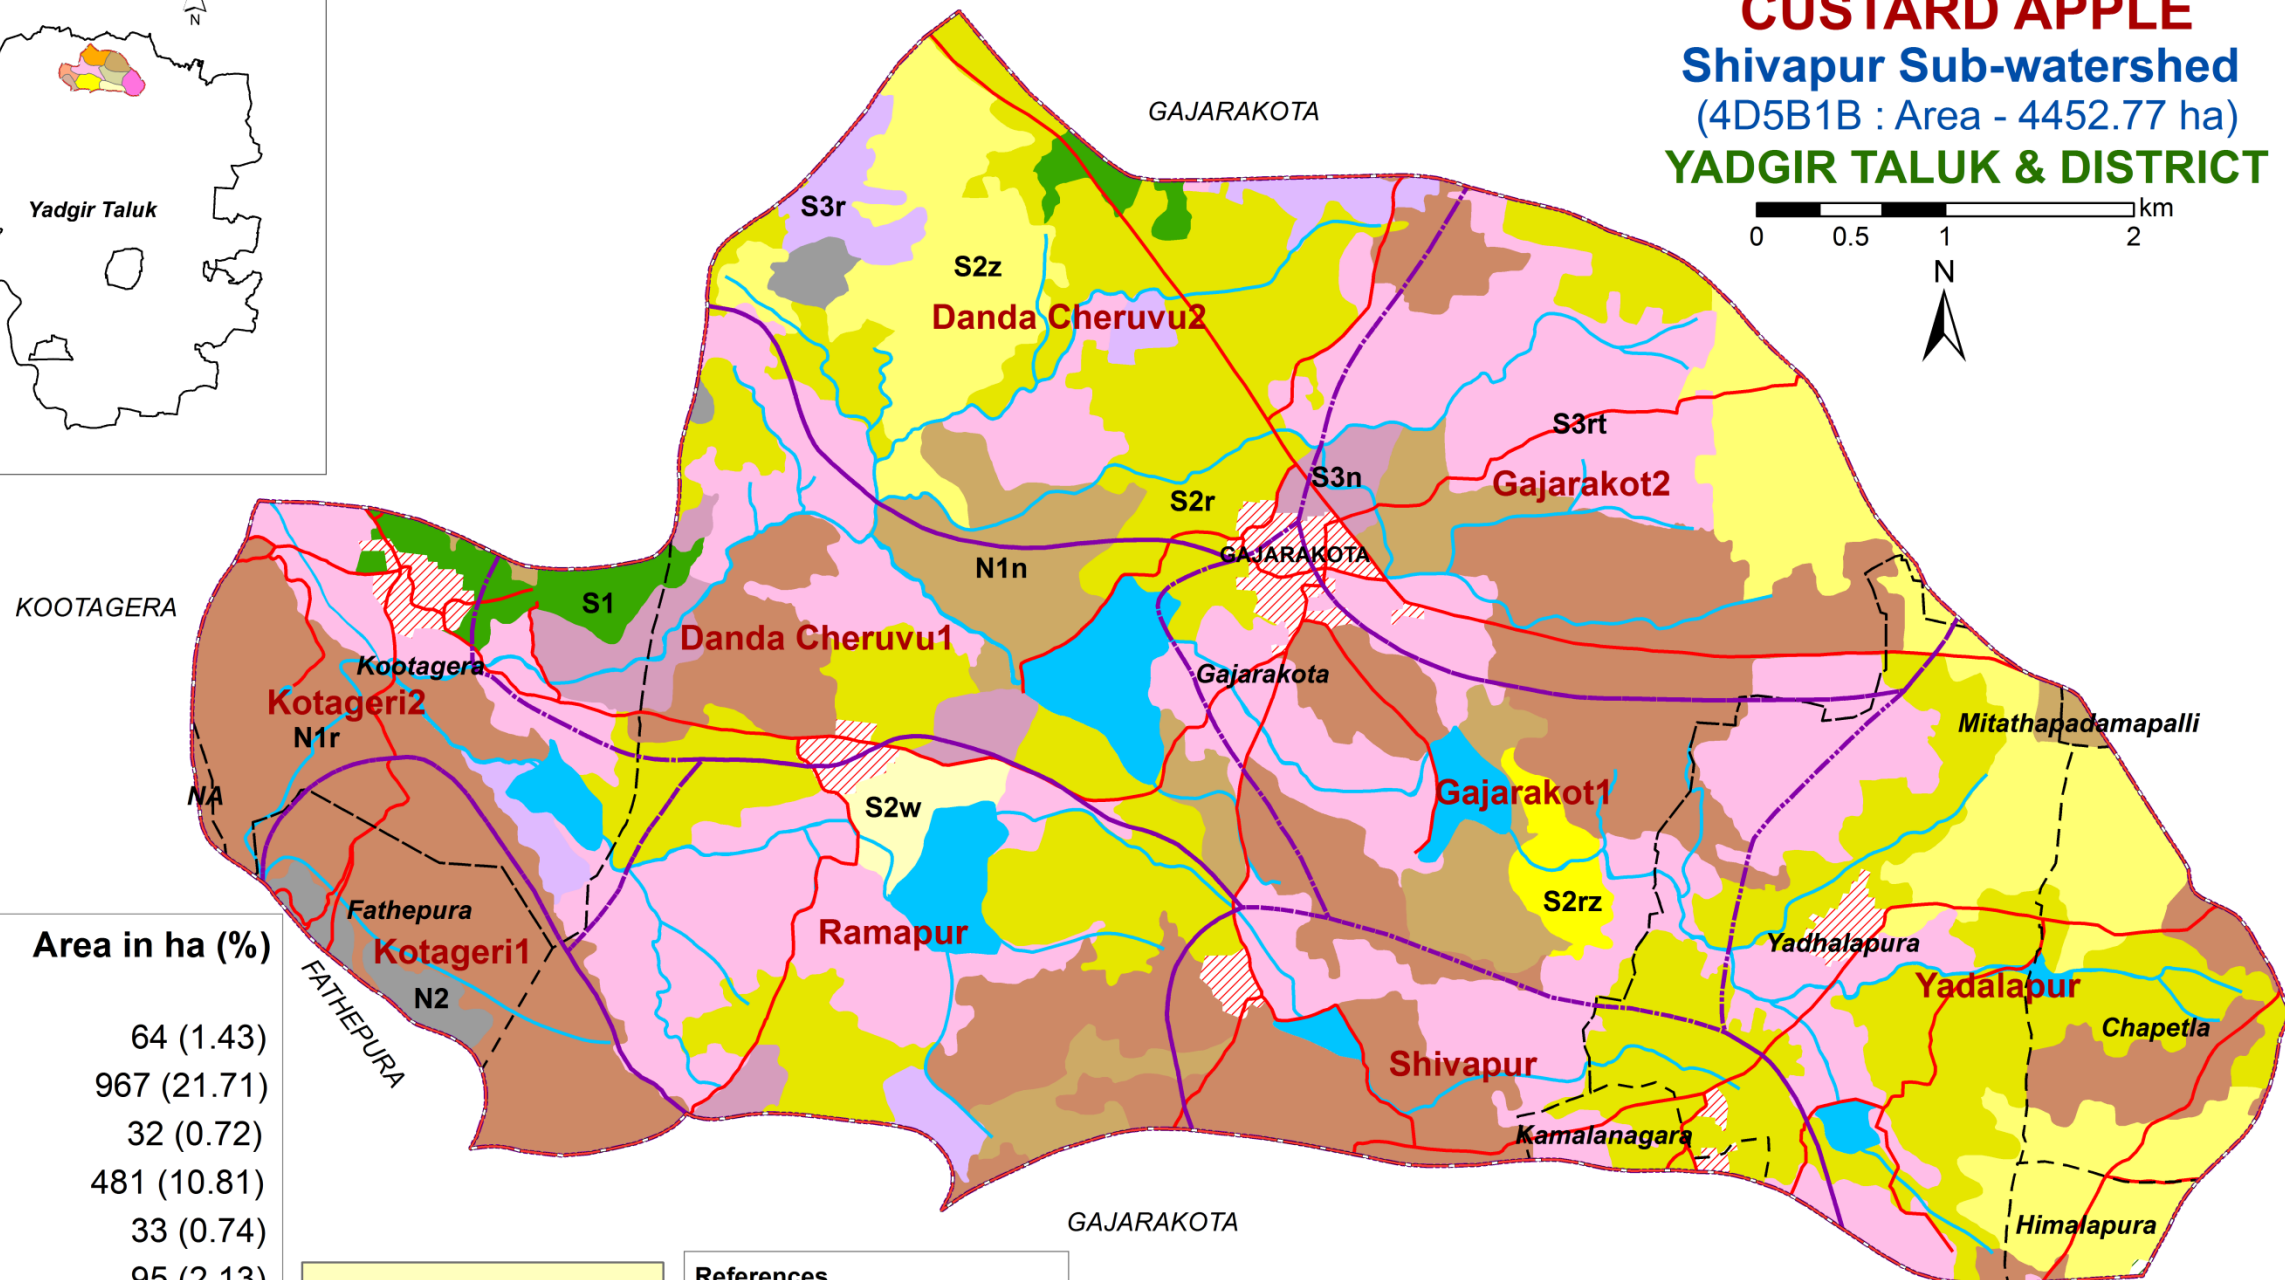 N
Yadgir Taluk
CUSTARD APPLE
Shivapur Sub-watershed
(4D5B1B : Area - 4452.77 ha)
YADGIR TALUK & DISTRICT
km
0 0.5 1 2
N
GAJARAKOTA
S3r
S2z
Danda Cheruvu2
S3rt
S3n
Gajarakot2
S2r
GAJARAKOTA
N1n
KOOTAGERA
S1
Danda Cheruvu1
Kootagera
Gajarakota
Kotageri2
N1r
Mitathapadamapalli
NA
S2w
Gajarakot1
S2rz
Fathepura
Ramapur
Yadhalapura
Kotageri1
Yadalapur
FATHEPURA
N2
Chapetla
Shivapur
Kamalanagara
GAJARAKOTA
Himalapura
Area in ha (%)
64 (1.43)
967 (21.71)
32 (0.72)
481 (10.81)
33 (0.74)
95 (2.13)
References